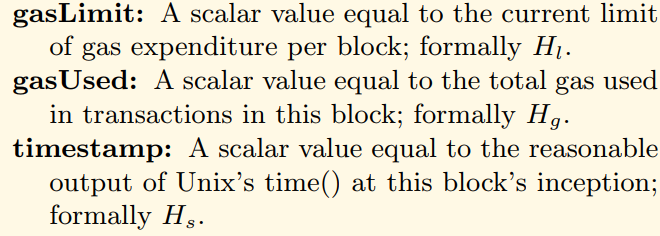 gasLimit: A scalar value equal to the current limit
of gas expenditure per block; formally Hₗ.
gasUsed: A scalar value equal to the total gas used
in transactions in this block; formally H_g.
timestamp: A scalar value equal to the reasonable
output of Unix's time() at this block's inception;
formally Hₛ.